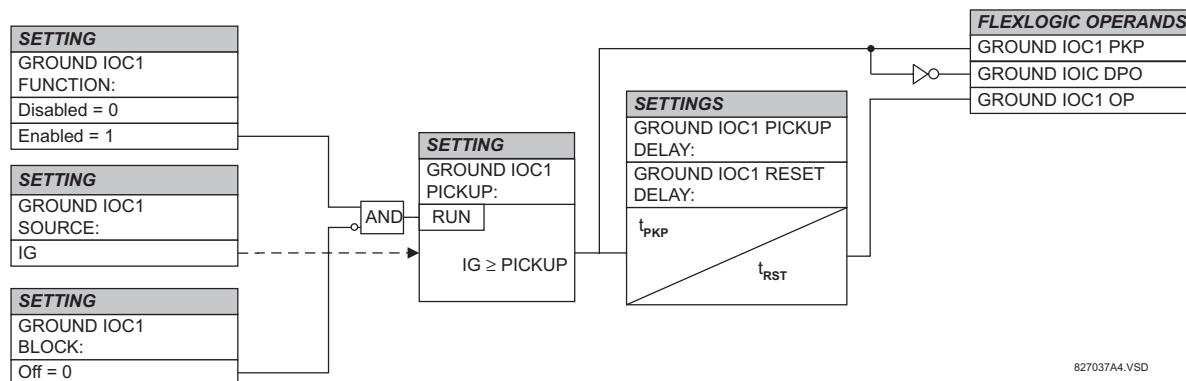 SETTING
GROUND IOC1
FUNCTION:
Disabled = 0
Enabled = 1
SETTING
GROUND IOC1
SOURCE:
IG
SETTING
GROUND IOC1
BLOCK:
Off = 0
AND
SETTING
GROUND IOC1
PICKUP:
RUN
IG ≥ PICKUP
SETTINGS
GROUND IOC1 PICKUP
DELAY:
GROUND IOC1 RESET
DELAY:
tPKP
tRST
FLEXLOGIC OPERANDS
GROUND IOC1 PKP
GROUND IOIC DPO
GROUND IOC1 OP
827037A4.VSD